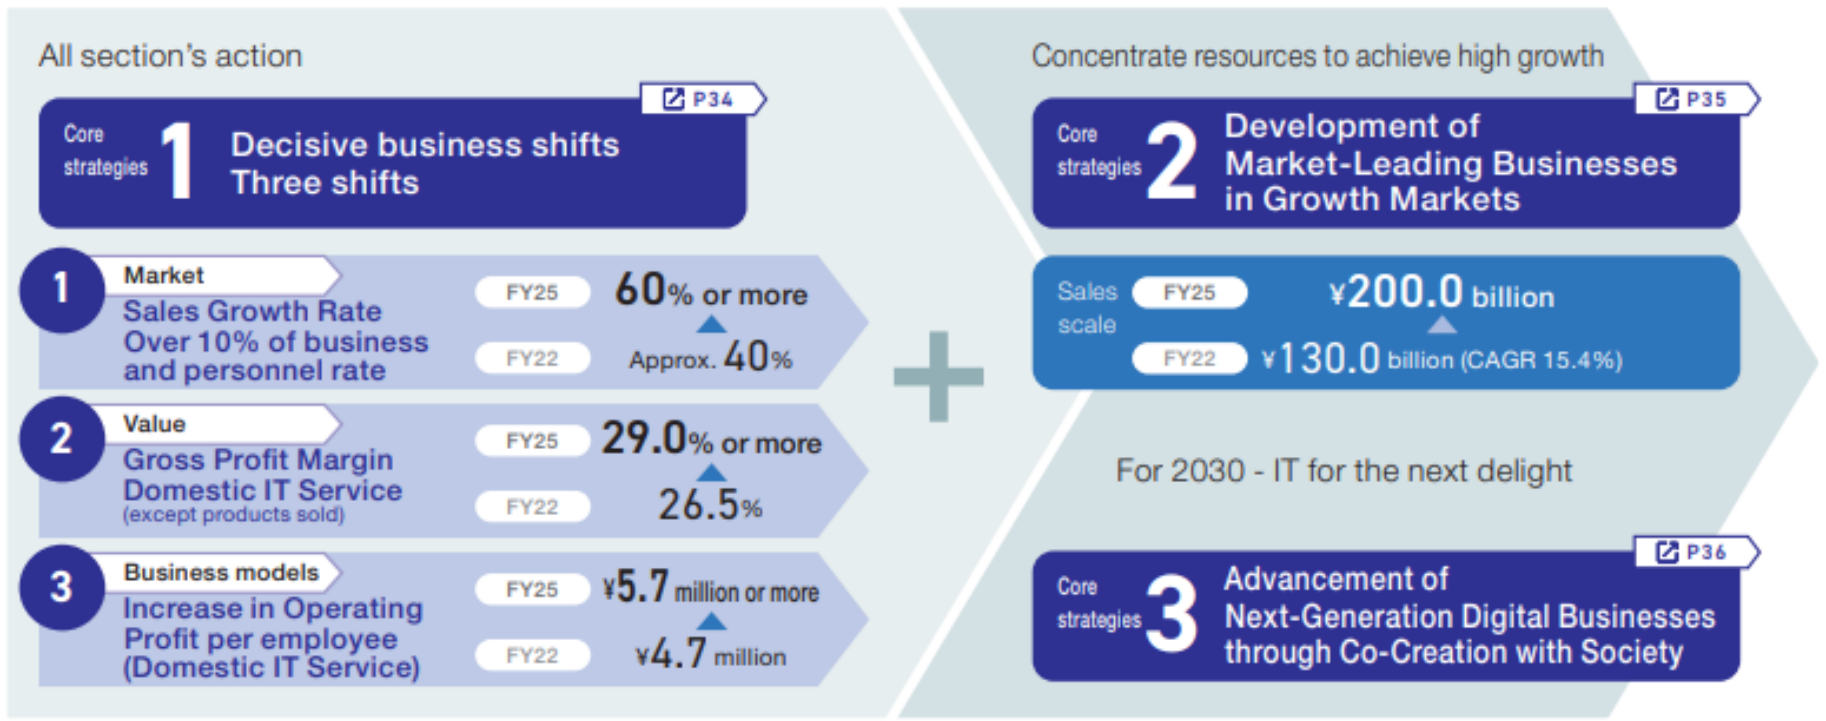 All section's action
P34
Core
strategies
1
Decisive business shifts
Three shifts
1
Market
Sales Growth Rate
Over 10% of business
and personnel rate
FY25
60% or more
FY22
Approx. 40%
2
Value
Gross Profit Margin
Domestic IT Service
(except products sold)
FY25
29.0% or more
FY22
26.5%
3
Business models
Increase in Operating
Profit per employee
(Domestic IT Service)
FY25
¥5.7 million or more
FY22
¥4.7 million
+
Concentrate resources to achieve high growth
P35
Core
strategies
2
Development of
Market-Leading Businesses
in Growth Markets
Sales
scale
FY25
¥200.0 billion
FY22
¥130.0 billion (CAGR 15.4%)
For 2030 - IT for the next delight
P36
Core
strategies
3
Advancement of
Next-Generation Digital Businesses
through Co-Creation with Society